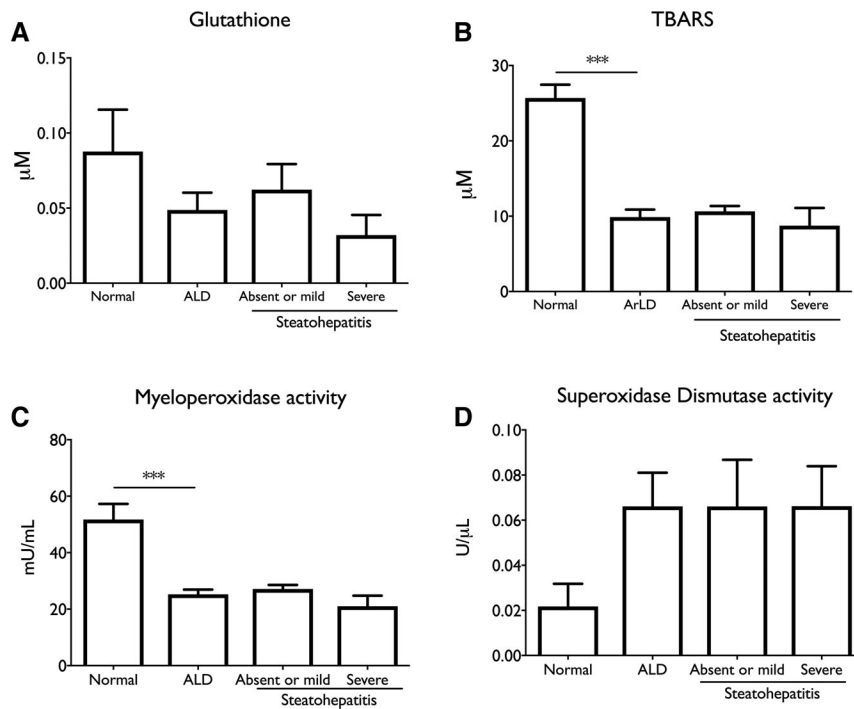 A
Glutathione
0.15
0.10
0.05
0.00
μM
Normal
ALD
Absent or mild
Severe
Steatohepatitis
B
TBARS
***
30
20
10
0
μM
Normal
ArLD
Absent or mild
Severe
Steatohepatitis
C
Myeloperoxidase activity
***
80
60
40
20
0
mU/mL
Normal
ALD
Absent or mild
Severe
Steatohepatitis
D
Superoxidase Dismutase activity
0.10
0.08
0.06
0.04
0.02
0.00
U/μL
Normal
ALD
Absent or mild
Severe
Steatohepatitis